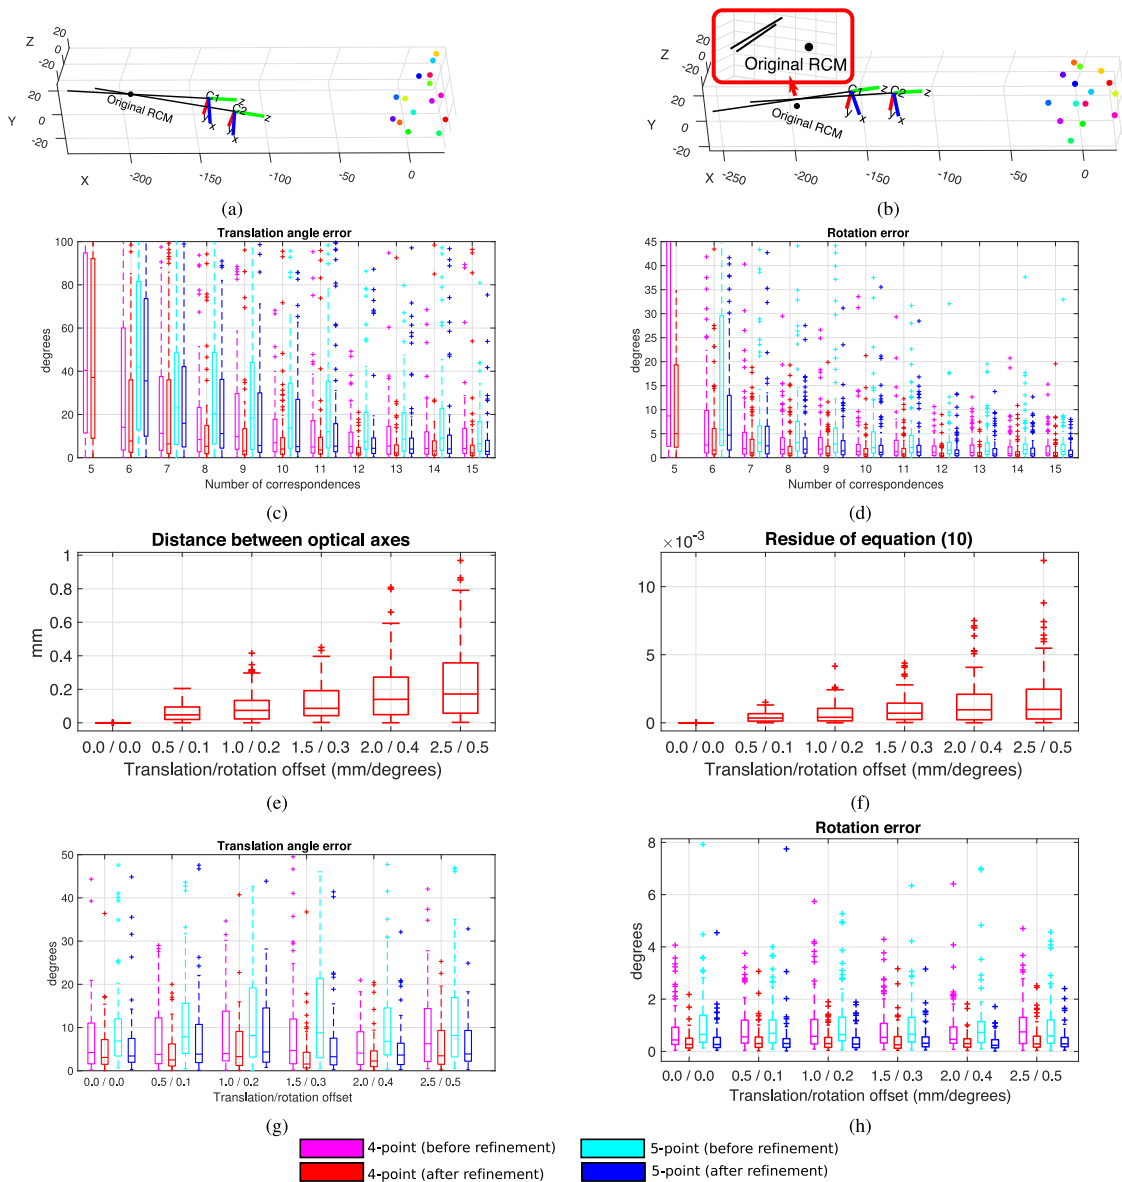 Z
20
0
-20
20
0
-20
Y
X
-200
-150
-100
-50
0
Original RCM
C1
z
C2
z
y
x
y
x
(a)
Z
20
0
-20
20
0
-20
Y
X
-250
-200
-150
-100
-50
0
Original RCM
Original RCM
C1
z
C2
z
y
x
y
x
(b)
Translation angle error
degrees
100
80
60
40
20
0
5 6 7 8 9 10 11 12 13 14 15
Number of correspondences
(c)
Rotation error
degrees
45
40
35
30
25
20
15
10
5
0
5 6 7 8 9 10 11 12 13 14 15
Number of correspondences
(d)
Distance between optical axes
mm
1
0.8
0.6
0.4
0.2
0
0.0 / 0.0 0.5 / 0.1 1.0 / 0.2 1.5 / 0.3 2.0 / 0.4 2.5 / 0.5
Translation/rotation offset (mm/degrees)
(e)
Residue of equation (10)
×10⁻³
10
5
0
0.0 / 0.0 0.5 / 0.1 1.0 / 0.2 1.5 / 0.3 2.0 / 0.4 2.5 / 0.5
Translation/rotation offset (mm/degrees)
(f)
Translation angle error
degrees
50
40
30
20
10
0
0.0 / 0.0 0.5 / 0.1 1.0 / 0.2 1.5 / 0.3 2.0 / 0.4 2.5 / 0.5
Translation/rotation offset
(g)
Rotation error
degrees
8
6
4
2
0
0.0 / 0.0 0.5 / 0.1 1.0 / 0.2 1.5 / 0.3 2.0 / 0.4 2.5 / 0.5
Translation/rotation offset (mm/degrees)
(h)
4-point (before refinement)
5-point (before refinement)
4-point (after refinement)
5-point (after refinement)